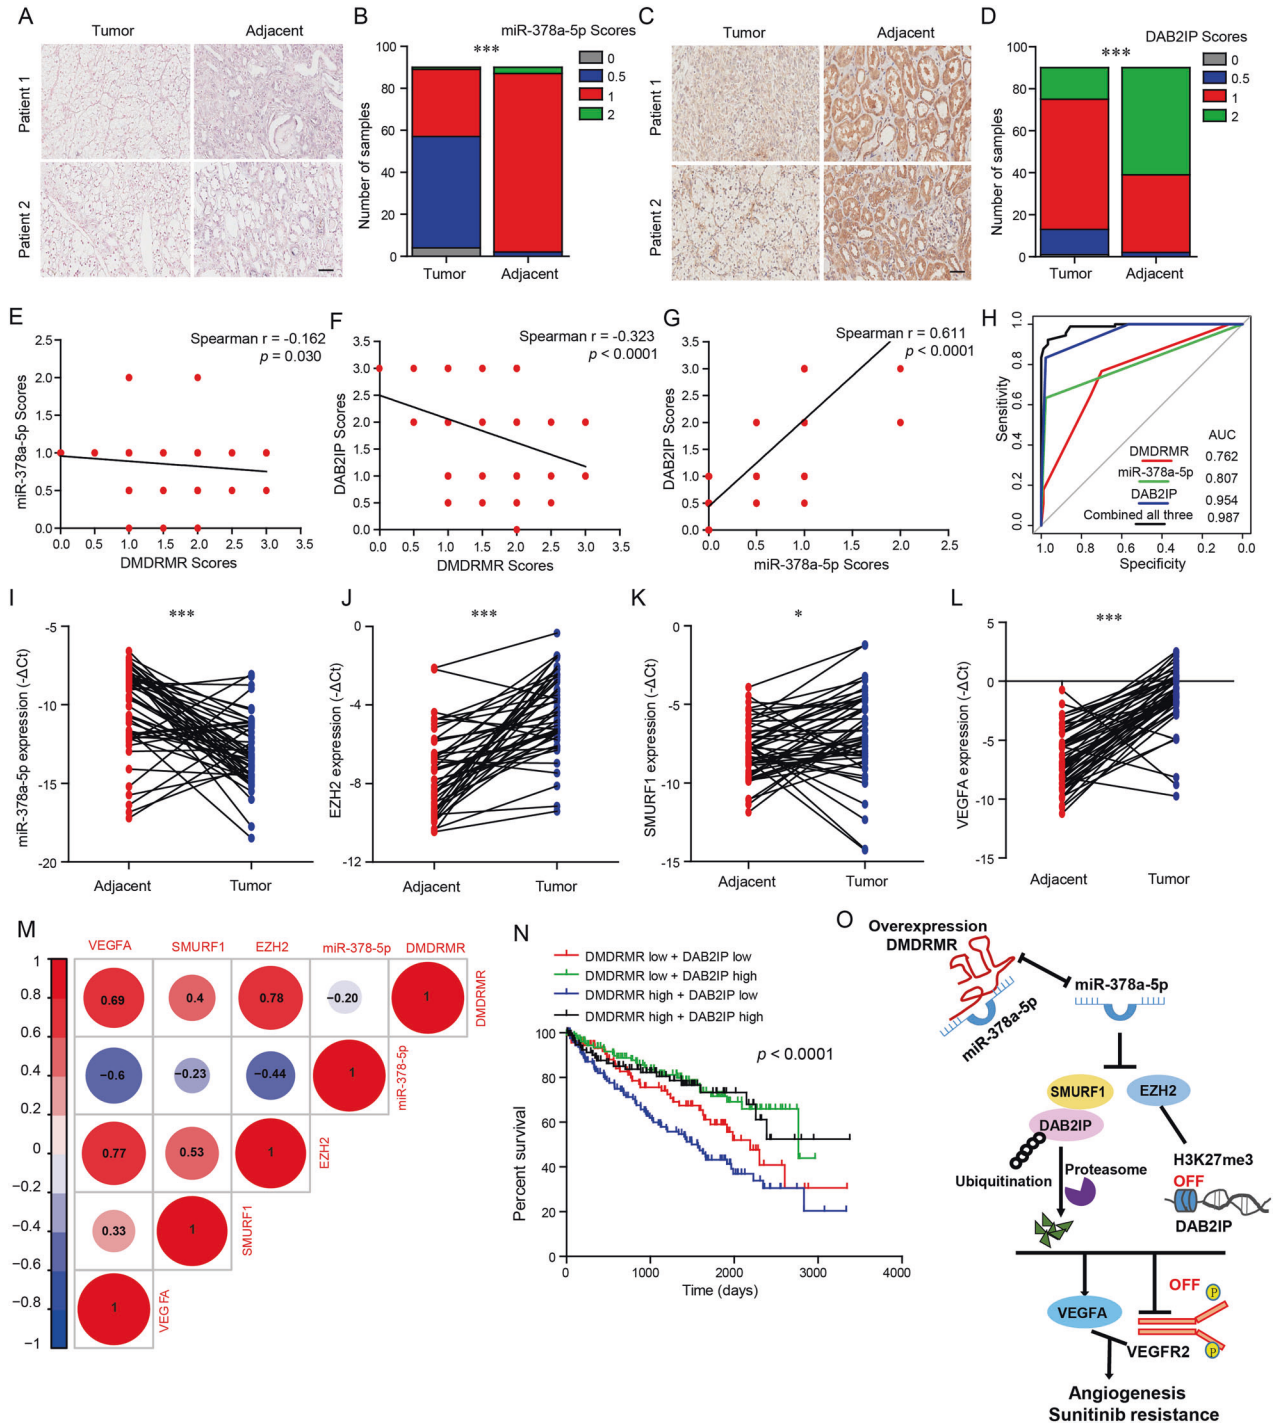 A
Tumor
Adjacent
Patient 1
Patient 2
B
miR-378a-5p Scores
***
0
0.5
1
2
Number of samples
100
80
60
40
20
0
Tumor
Adjacent
C
Tumor
Adjacent
Patient 1
Patient 2
D
DAB2IP Scores
***
0
0.5
1
2
Number of samples
100
80
60
40
20
0
Tumor
Adjacent
E
Spearman r = -0.162
p = 0.030
miR-378a-5p Scores
2.5
2.0
1.5
1.0
0.5
0.0
0.0 0.5 1.0 1.5 2.0 2.5 3.0 3.5
DMDRMR Scores
F
Spearman r = -0.323
p < 0.0001
DAB2IP Scores
3.5
3.0
2.5
2.0
1.5
1.0
0.5
0.0
0.0 0.5 1.0 1.5 2.0 2.5 3.0 3.5
DMDRMR Scores
G
Spearman r = 0.611
p < 0.0001
DAB2IP Scores
3.5
3.0
2.5
2.0
1.5
1.0
0.5
0.0
0.0 0.5 1.0 1.5 2.0 2.5
miR-378a-5p Scores
H
Sensitivity
1.0
0.8
0.6
0.4
0.2
0.0
AUC
DMDRMR 0.762
miR-378a-5p 0.807
DAB2IP 0.954
Combined all three 0.987
1.0 0.8 0.6 0.4 0.2 0.0
Specificity
I
***
miR-378a-5p expression (-ΔCt)
-5
-10
-15
-20
Adjacent
Tumor
J
***
EZH2 expression (-ΔCt)
0
-4
-8
-12
Adjacent
Tumor
K
*
SMURF1 expression (-ΔCt)
0
-5
-10
-15
Adjacent
Tumor
L
***
VEGFA expression (-ΔCt)
5
0
-5
-10
-15
Adjacent
Tumor
M
VEGFA SMURF1 EZH2 miR-378-5p DMDRMR
1
0.8
0.6
0.4
0.2
0
−0.2
−0.4
−0.6
−0.8
−1
0.69 0.4 0.78 −0.20 1
DMDRMR
−0.6 −0.23 −0.44 1
miR-378-5p
0.77 0.53 1
EZH2
0.33 1
SMURF1
1
VEGFA
N
DMDRMR low + DAB2IP low
DMDRMR low + DAB2IP high
DMDRMR high + DAB2IP low
DMDRMR high + DAB2IP high
p < 0.0001
Percent survival
100
80
60
40
20
0
0 1000 2000 3000 4000
Time (days)
O
Overexpression
DMDRMR
miR-378a-5p
miR-378a-5p
SMURF1
EZH2
DAB2IP
Ubiquitination
Proteasome
H3K27me3
OFF
DAB2IP
VEGFA
OFF
P
P
VEGFR2
Angiogenesis
Sunitinib resistance